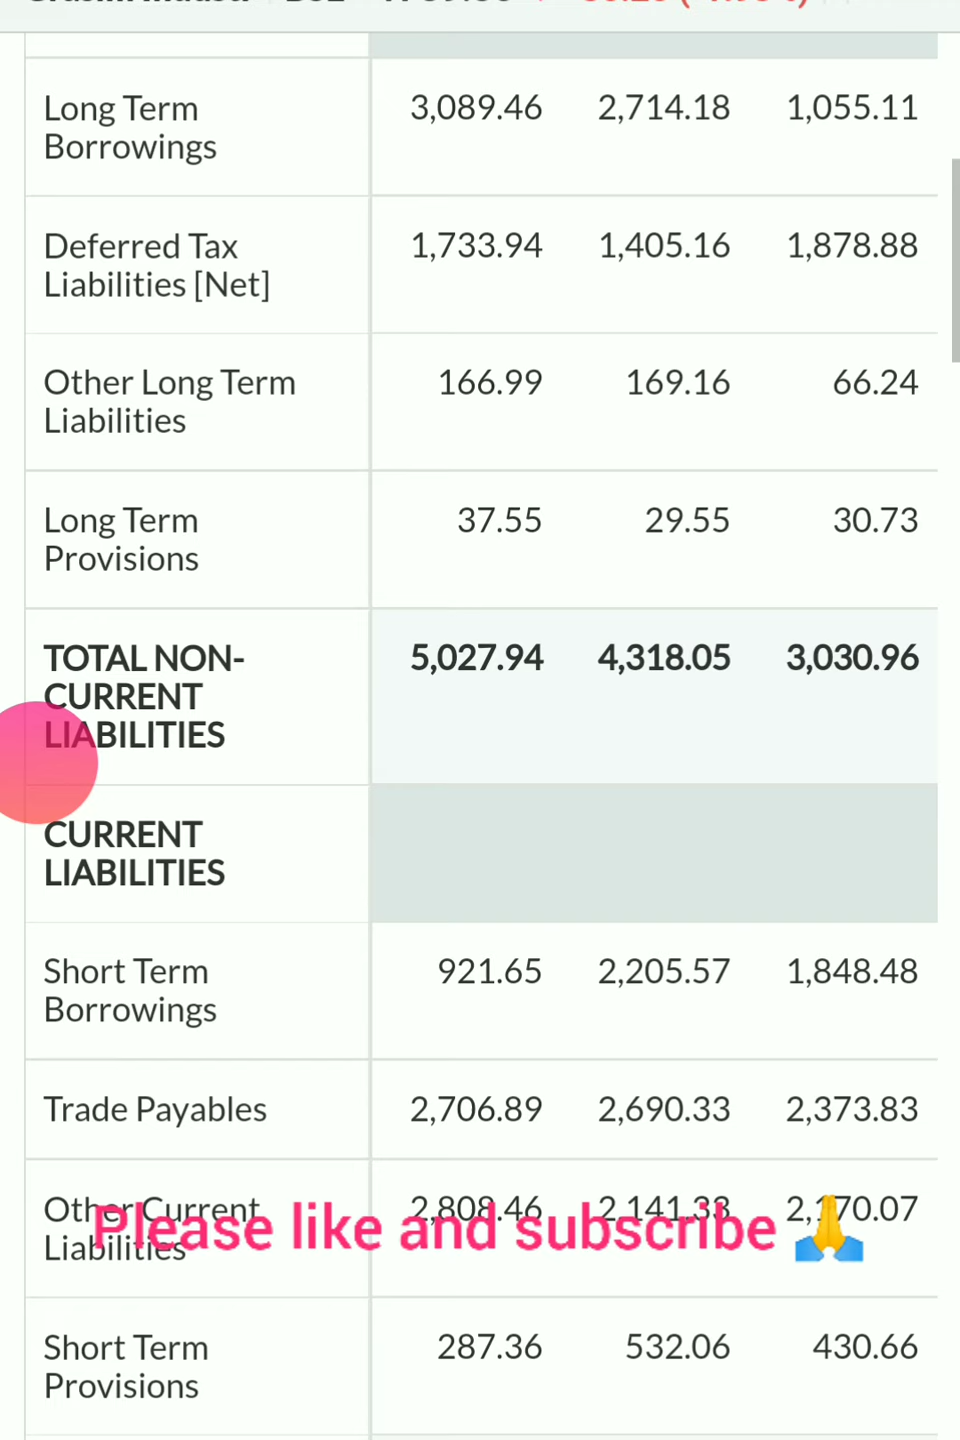 Long Term 3,089.46 2,714.18 1,055.11
Borrowings
Deferred Tax 1,733.94 1,405.16 1,878.88
Liabilities [Net]
Other Long Term 166.99 169.16 66.24
Liabilities
Long Term 37.55 29.55 30.73
Provisions
TOTAL NON- 5,027.94 4,318.05 3,030.96
CURRENT
LIABILITIES
CURRENT
LIABILITIES
Short Term 921.65 2,205.57 1,848.48
Borrowings
Trade Payables 2,706.89 2,690.33 2,373.83
Other Current 2,808.46 2,141.33 2,170.07
Liabilities
Please like and subscribe 🙏
Short Term 287.36 532.06 430.66
Provisions